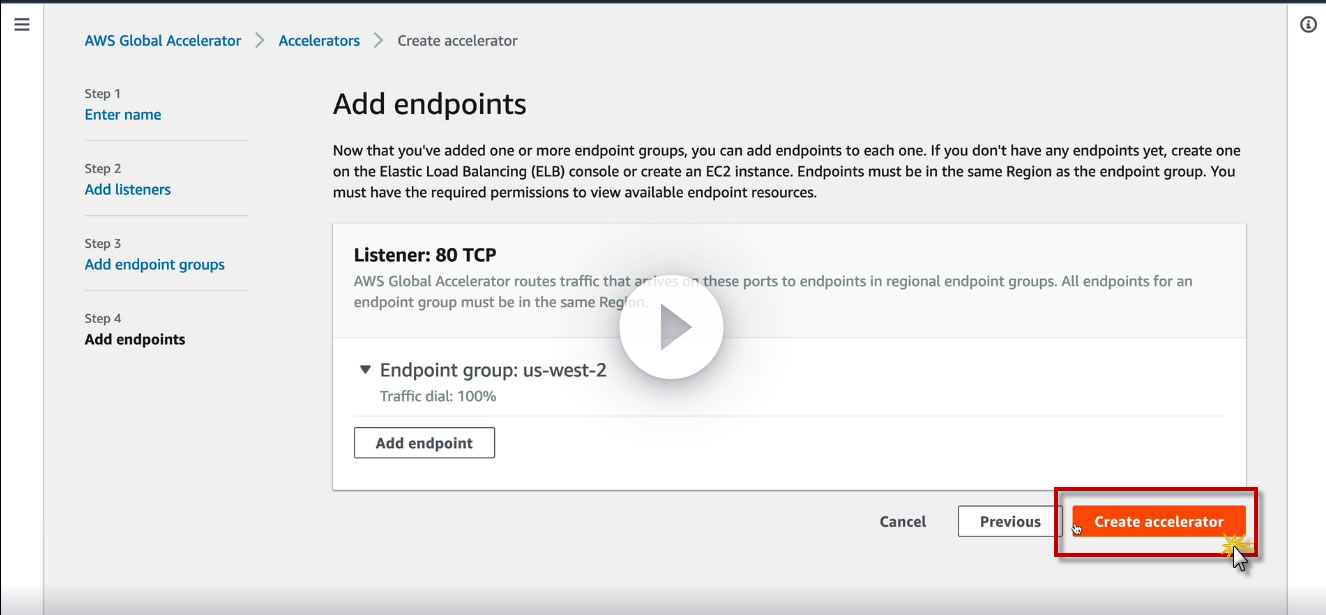 AWS Global Accelerator > Accelerators > Create accelerator
Step 1
Enter name
Step 2
Add listeners
Step 3
Add endpoint groups
Step 4
Add endpoints
Add endpoints
Now that you've added one or more endpoint groups, you can add endpoints to each one. If you don't have any endpoints yet, create one
on the Elastic Load Balancing (ELB) console or create an EC2 instance. Endpoints must be in the same Region as the endpoint group. You
must have the required permissions to view available endpoint resources.
Listener: 80 TCP
AWS Global Accelerator routes traffic that arrives on these ports to endpoints in regional endpoint groups. All endpoints for an
endpoint group must be in the same Region.
Endpoint group: us-west-2
Traffic dial: 100%
Add endpoint
Cancel
Previous
Create accelerator